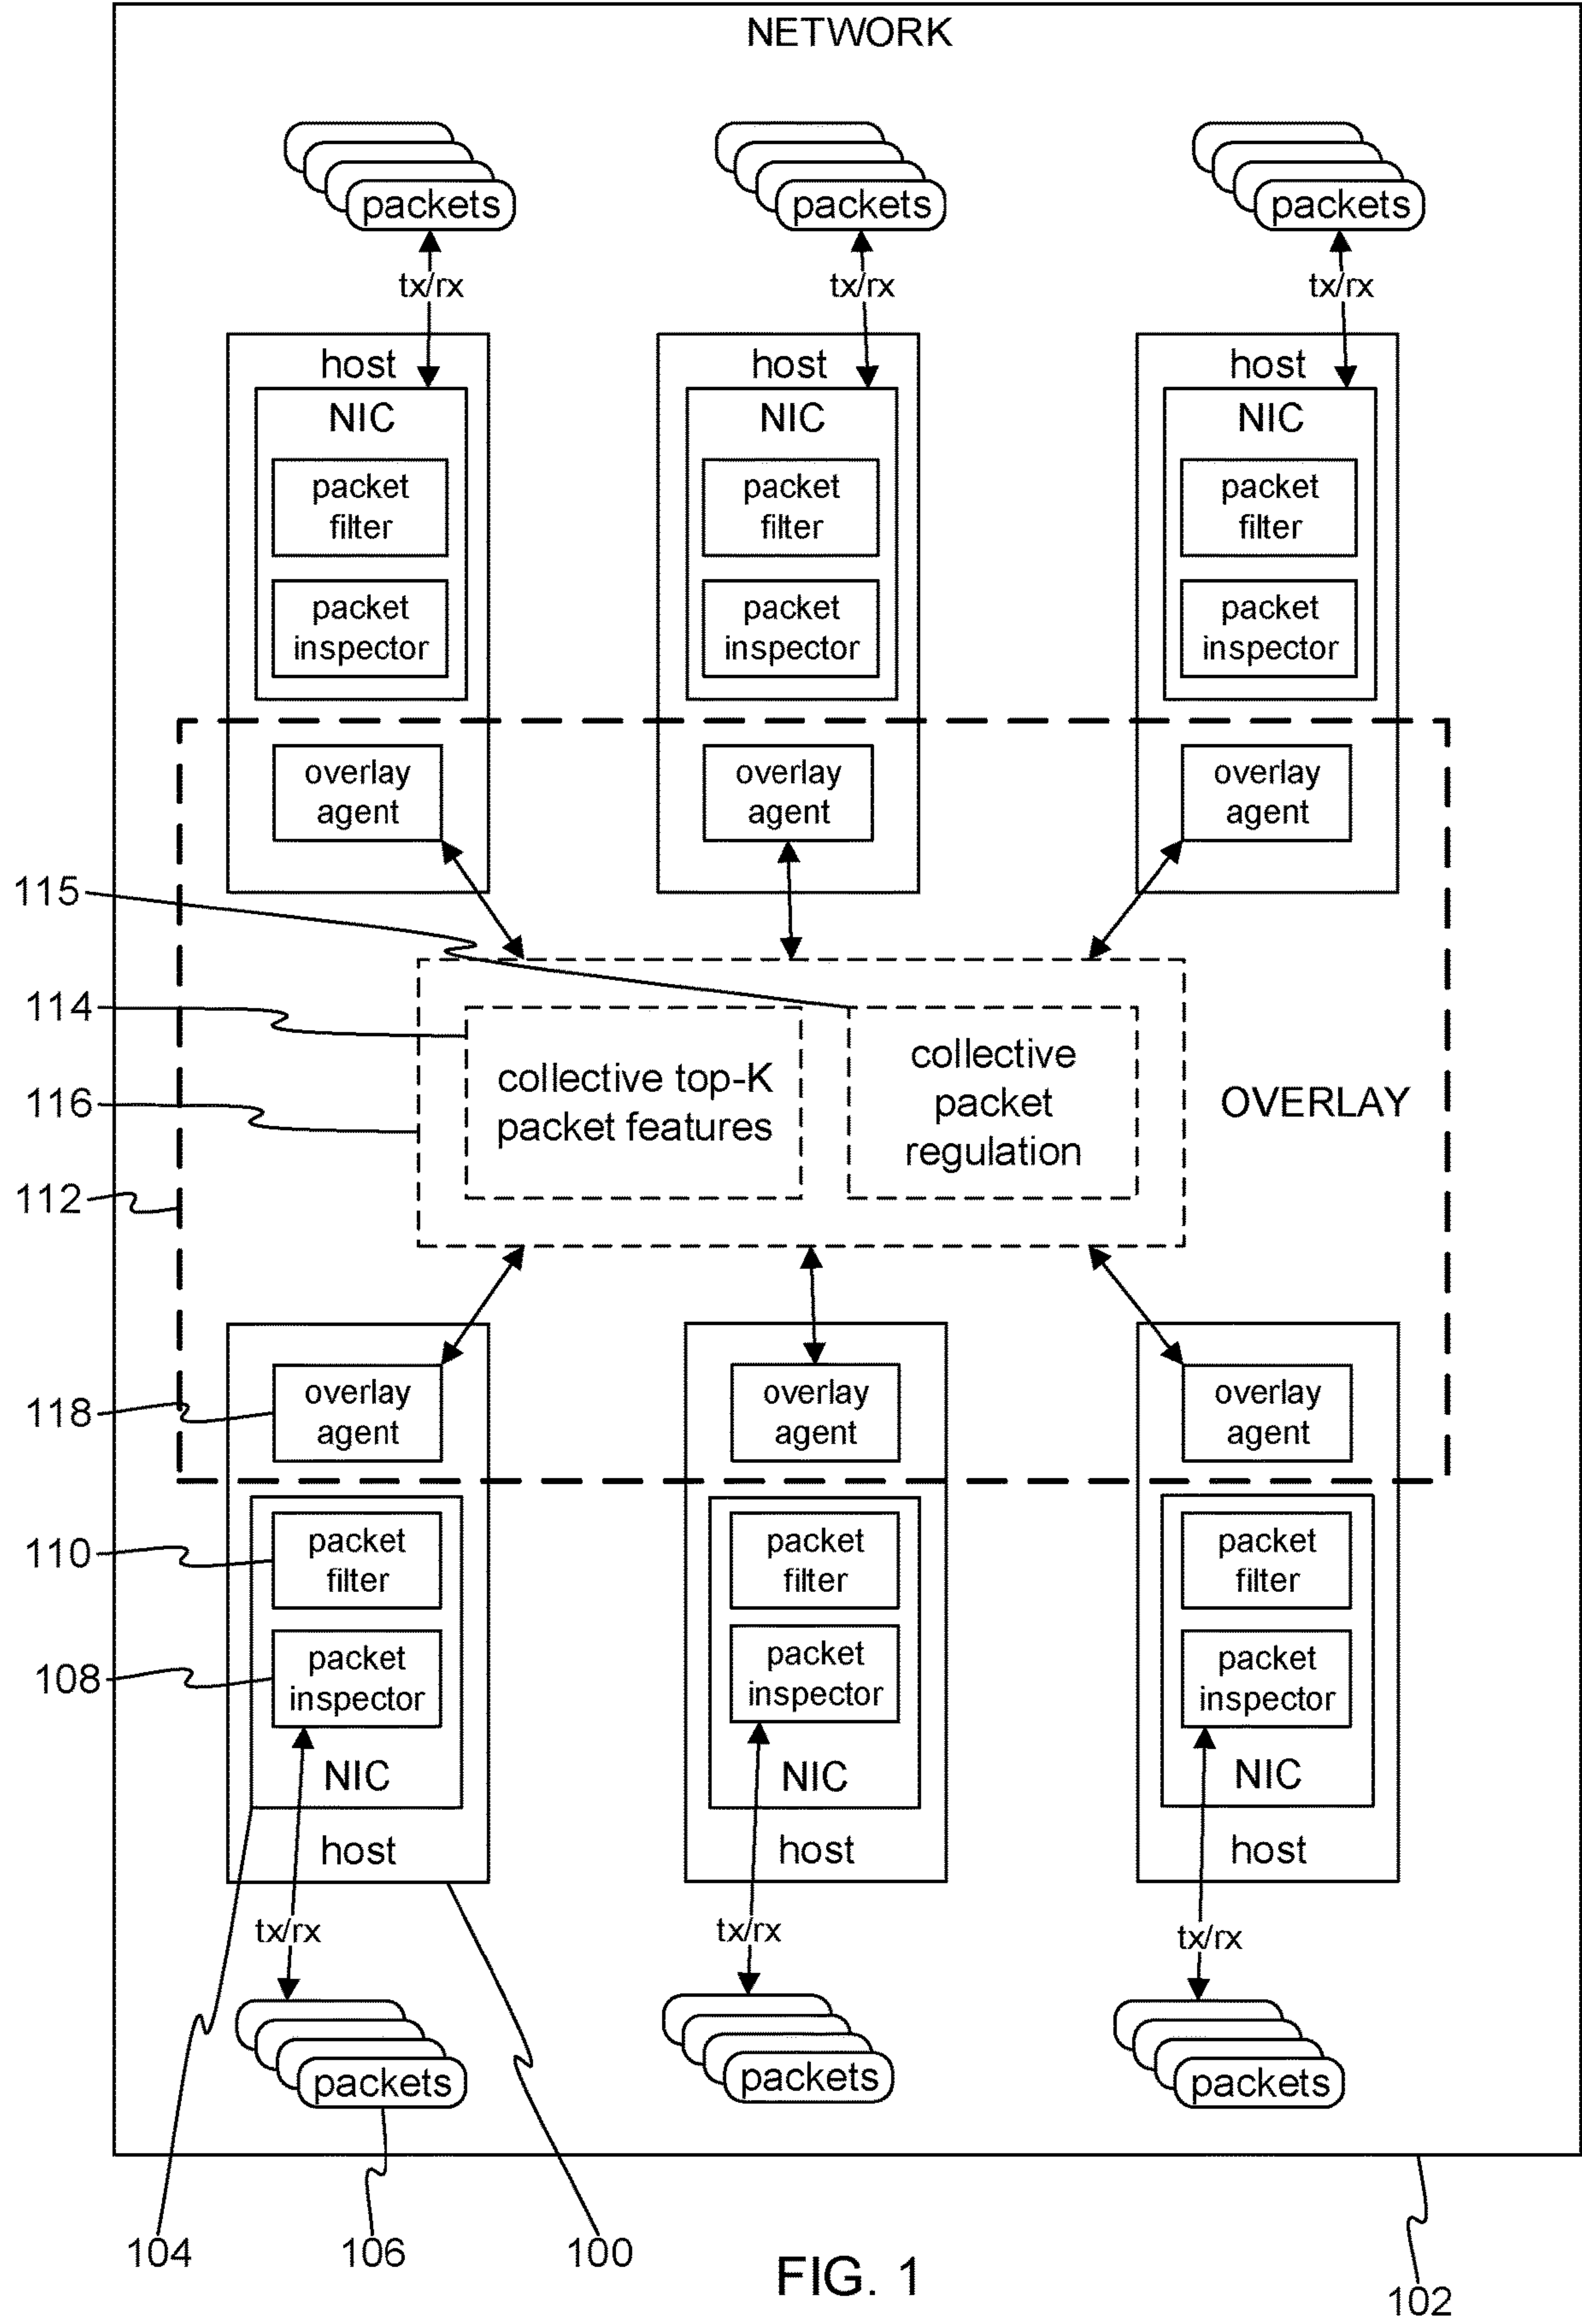 NETWORK
packets
packets
packets
tx/rx
tx/rx
tx/rx
host
host
host
NIC
NIC
NIC
packet
filter
packet
filter
packet
filter
packet
inspector
packet
inspector
packet
inspector
overlay
agent
overlay
agent
overlay
agent
115
114
116
112
collective top-K
packet features
collective
packet
regulation
OVERLAY
118
overlay
agent
overlay
agent
overlay
agent
110
packet
filter
packet
filter
packet
filter
108
packet
inspector
packet
inspector
packet
inspector
NIC
NIC
NIC
host
host
host
tx/rx
tx/rx
tx/rx
packets
packets
packets
104
106
100
FIG. 1
102